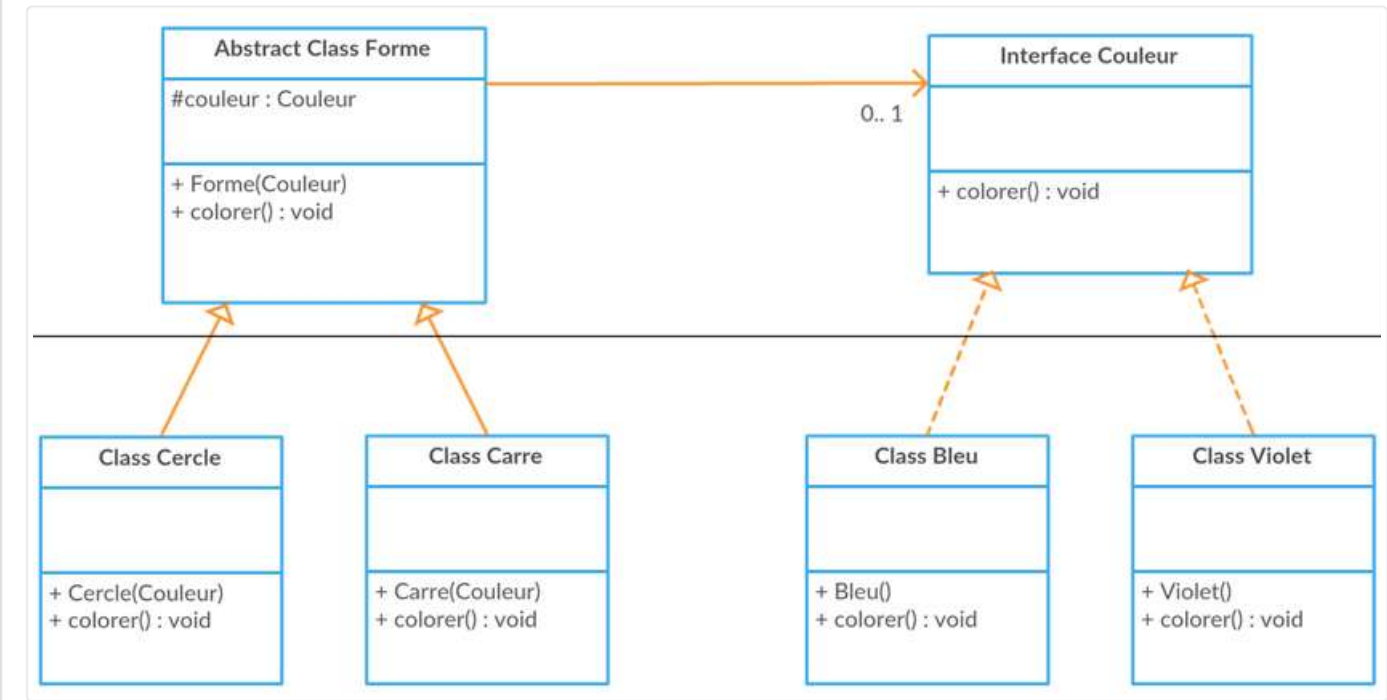 Abstract Class Forme
#couleur : Couleur
+ Forme(Couleur)
+ colorer() : void
0.. 1
Interface Couleur
+ colorer() : void
Class Cercle
+ Cercle(Couleur)
+ colorer() : void
Class Carre
+ Carre(Couleur)
+ colorer() : void
Class Bleu
+ Bleu()
+ colorer() : void
Class Violet
+ Violet()
+ colorer() : void